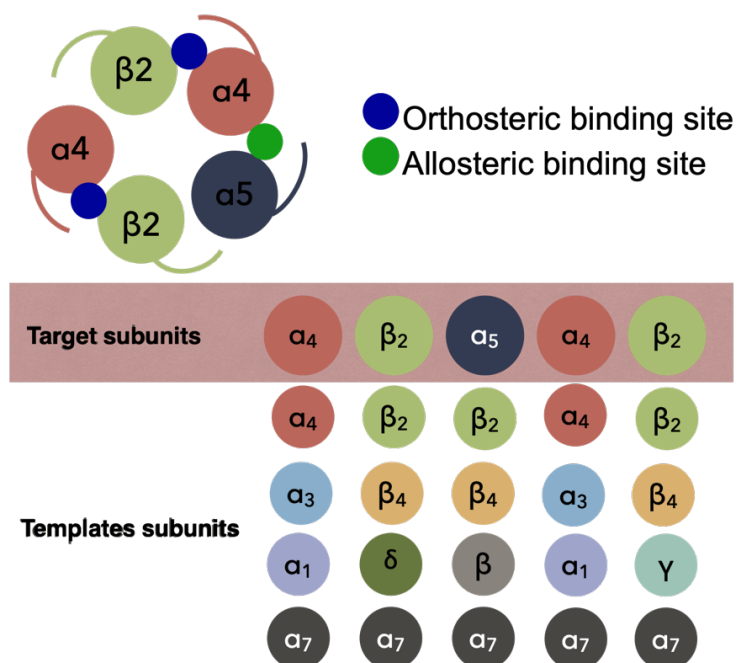 β2
α4
α4
α5
β2
Orthosteric binding site
Allosteric binding site
Target subunits α₄ β₂ α₅ α₄ β₂
α₄ β₂ β₂ α₄ β₂
α₃ β₄ β₄ α₃ β₄
Templates subunits
α₁ δ β α₁ γ
α₇ α₇ α₇ α₇ α₇